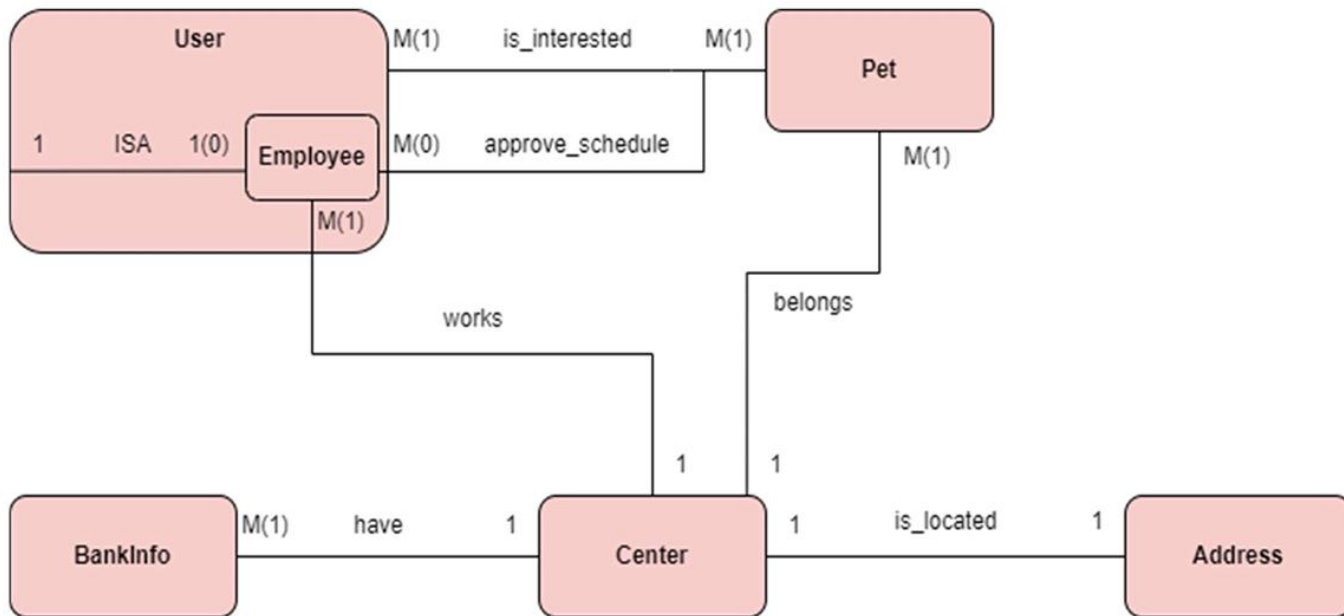 User
M(1) is_interested M(1)
Pet
1 ISA 1(0)
Employee
M(0) approve_schedule
M(1)
M(1)
belongs
works
1 1
BankInfo
M(1) have 1
Center
1 is_located 1
Address